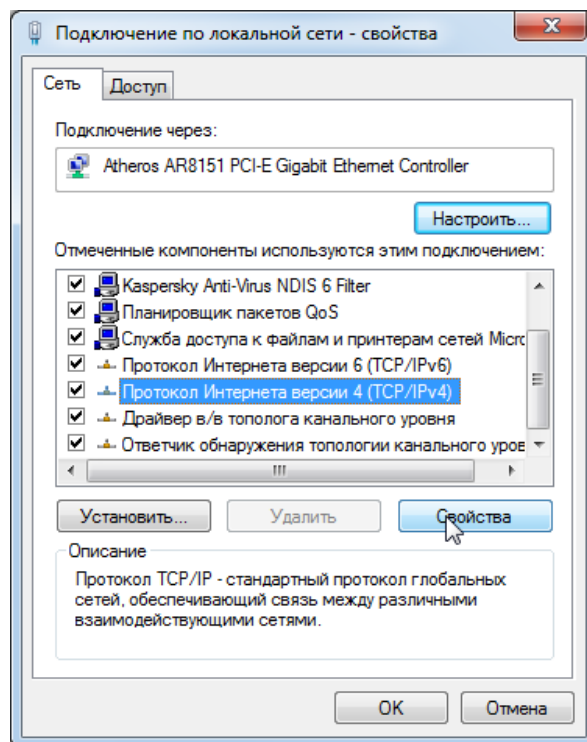 Подключение по локальной сети - свойства
Сеть
Доступ
Подключение через:
Atheros AR8151 PCI-E Gigabit Ethernet Controller
Настроить...
Отмеченные компоненты используются этим подключением:
Kaspersky Anti-Virus NDIS 6 Filter
Планировщик пакетов QoS
Служба доступа к файлам и принтерам сетей Micro
Протокол Интернета версии 6 (TCP/IPv6)
Протокол Интернета версии 4 (TCP/IPv4)
Драйвер в/в тополога канального уровня
Ответчик обнаружения топологии канального уров
Установить...
Удалить
Свойства
Описание
Протокол TCP/IP - стандартный протокол глобальных
сетей, обеспечивающий связь между различными
взаимодействующими сетями.
OK
Отмена